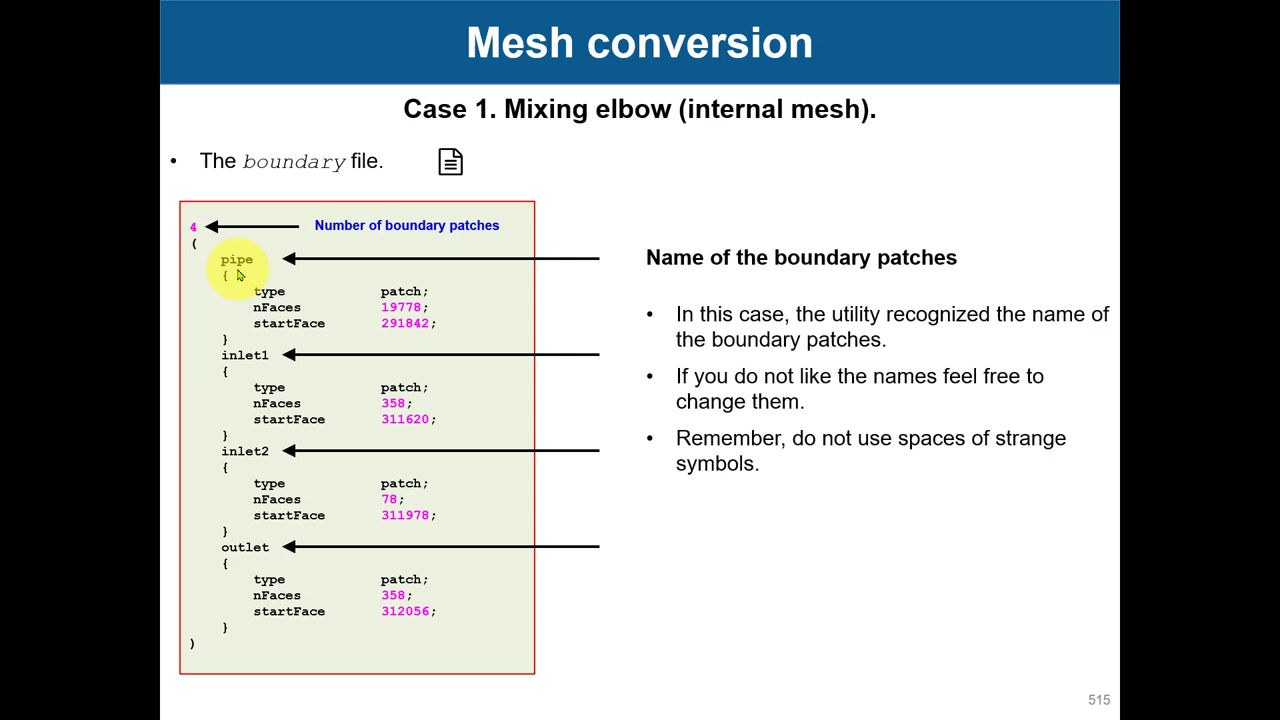 Mesh conversion
Case 1. Mixing elbow (internal mesh).
• The boundary file.
4 Number of boundary patches
(
pipe
{
type patch;
nFaces 19778;
startFace 291842;
}
inlet1
{
type patch;
nFaces 358;
startFace 311620;
}
inlet2
{
type patch;
nFaces 78;
startFace 311978;
}
outlet
{
type patch;
nFaces 358;
startFace 312056;
}
)
Name of the boundary patches
• In this case, the utility recognized the name of
the boundary patches.
• If you do not like the names feel free to
change them.
• Remember, do not use spaces of strange
symbols.
515